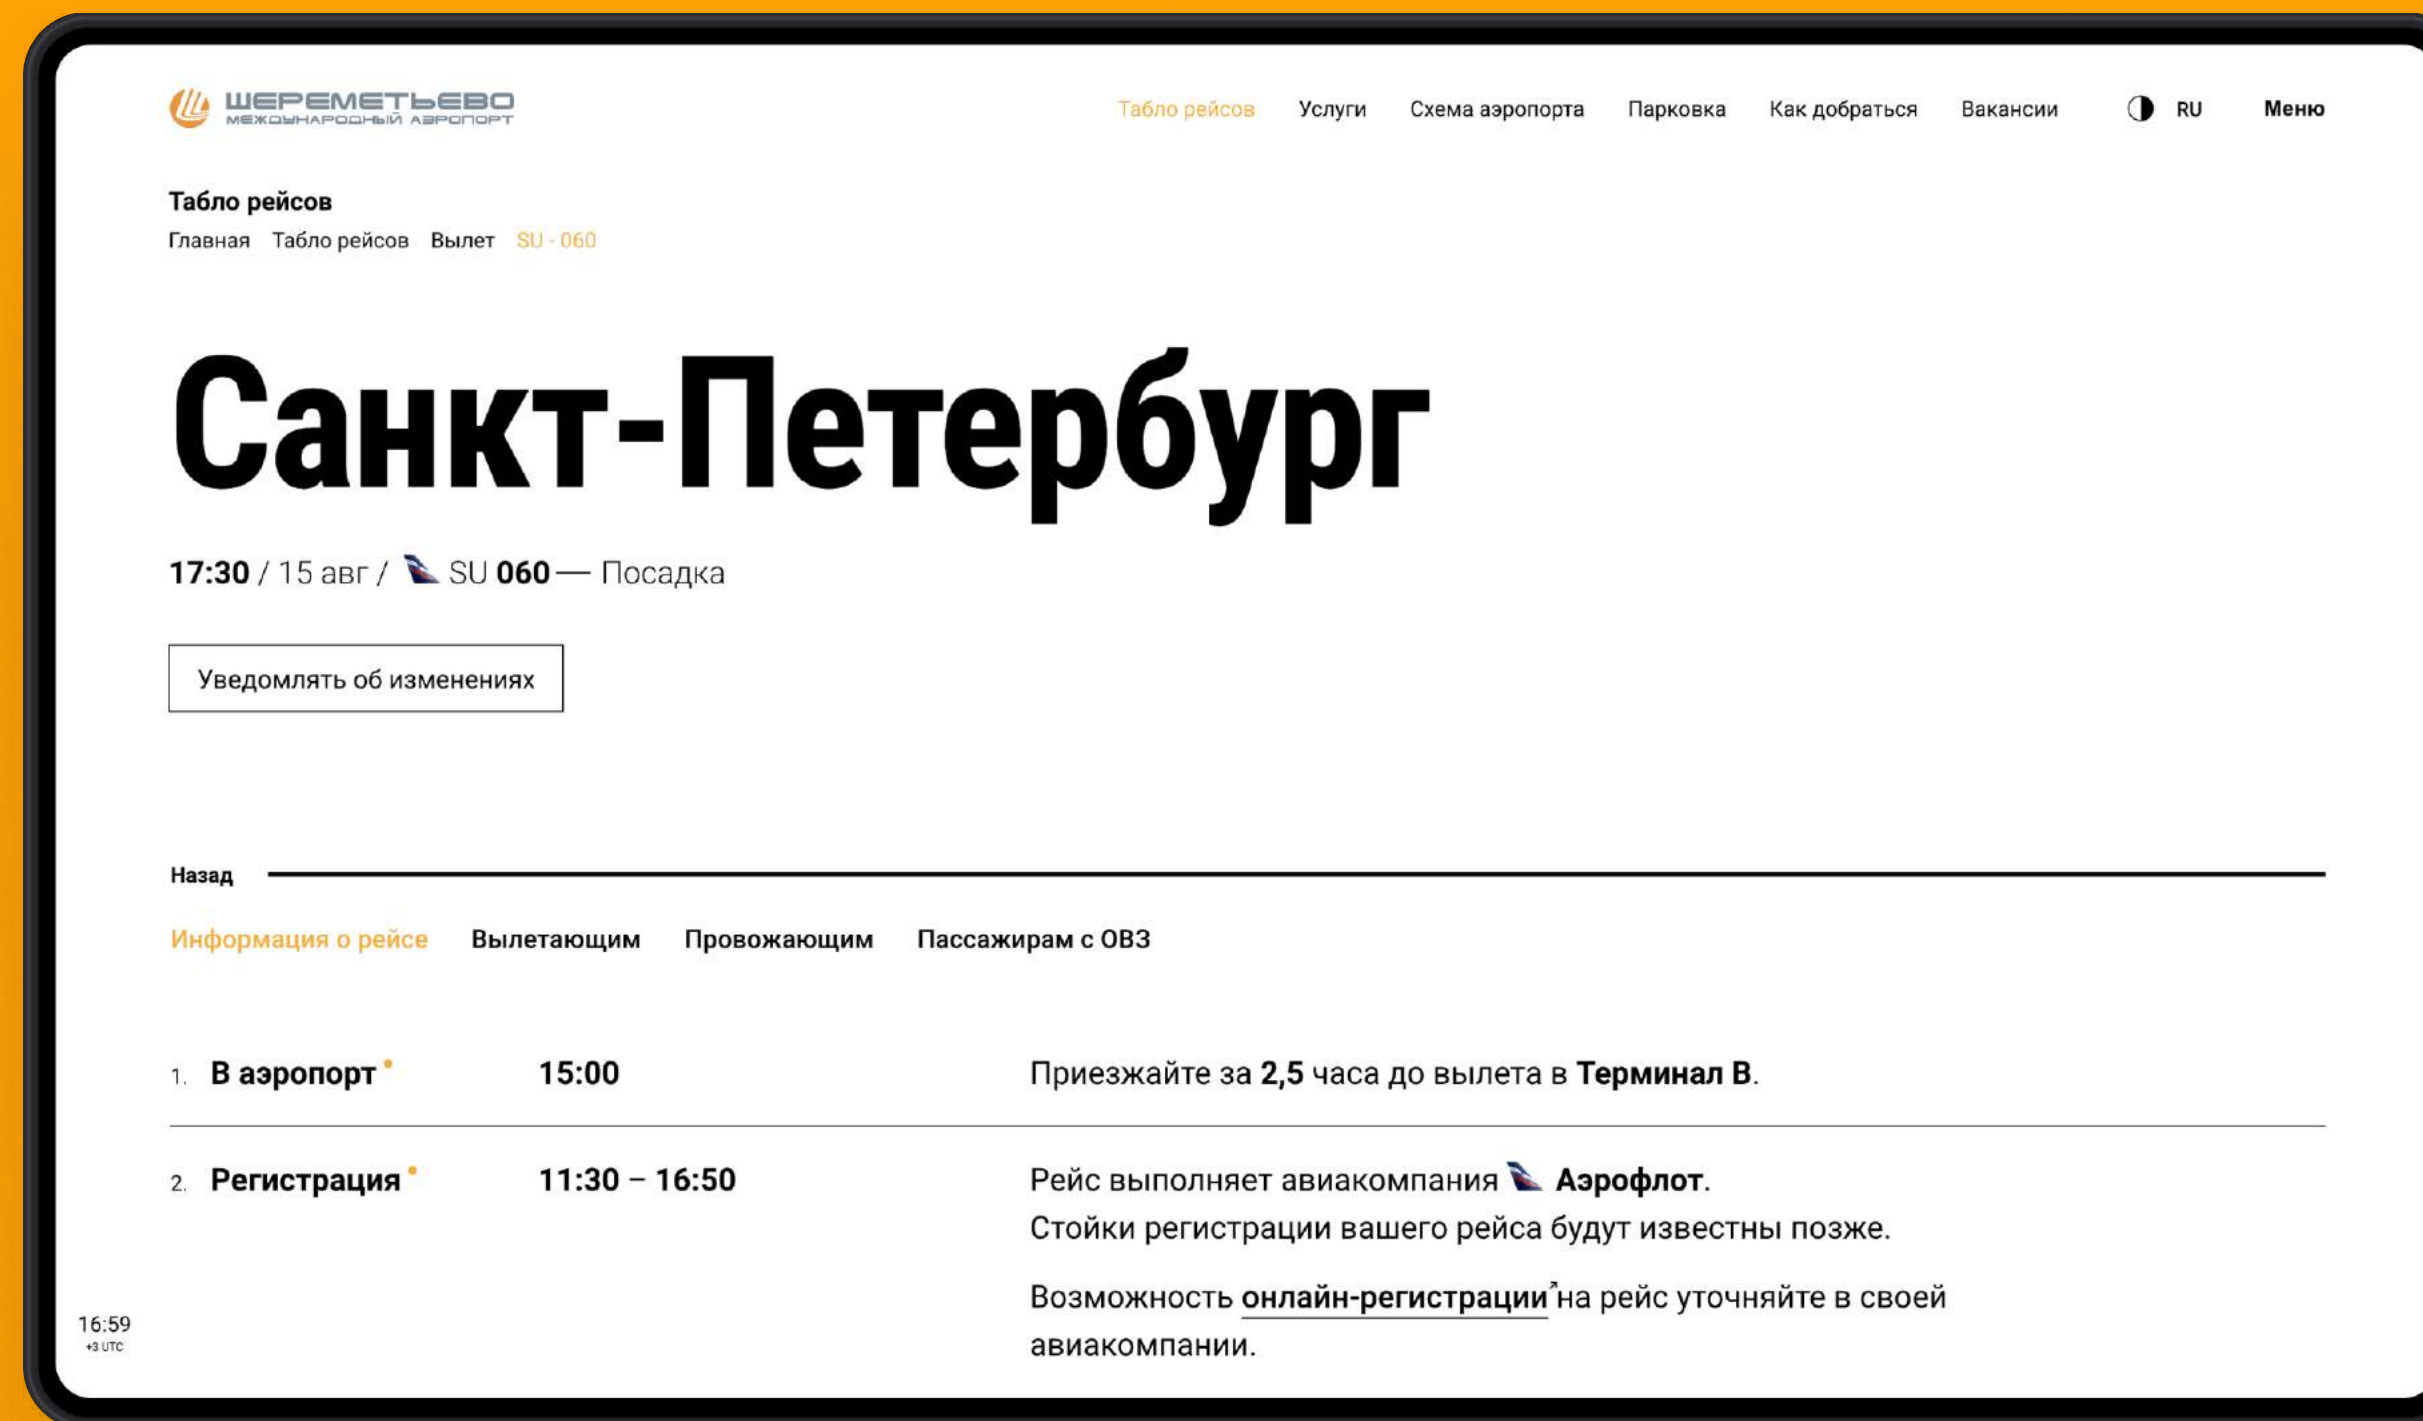 ШЕРЕМЕТЬЕВО
МЕЖДУНАРОДНЫЙ АЭРОПОРТ
Табло рейсов Услуги Схема аэропорта Парковка Как добраться Вакансии RU Меню
Табло рейсов
Главная Табло рейсов Вылет SU - 060
Санкт-Петербург
17:30 / 15 авг / SU 060 — Посадка
Уведомлять об изменениях
Назад
Информация о рейсе Вылетающим Провожающим Пассажирам с ОВЗ
1. В аэропорт 15:00 Приезжайте за 2,5 часа до вылета в Терминал B.
2. Регистрация 11:30 – 16:50 Рейс выполняет авиакомпания Аэрофлот.
Стойки регистрации вашего рейса будут известны позже.
Возможность онлайн-регистрации на рейс уточняйте в своей
авиакомпании.
16:59
+3 UTC